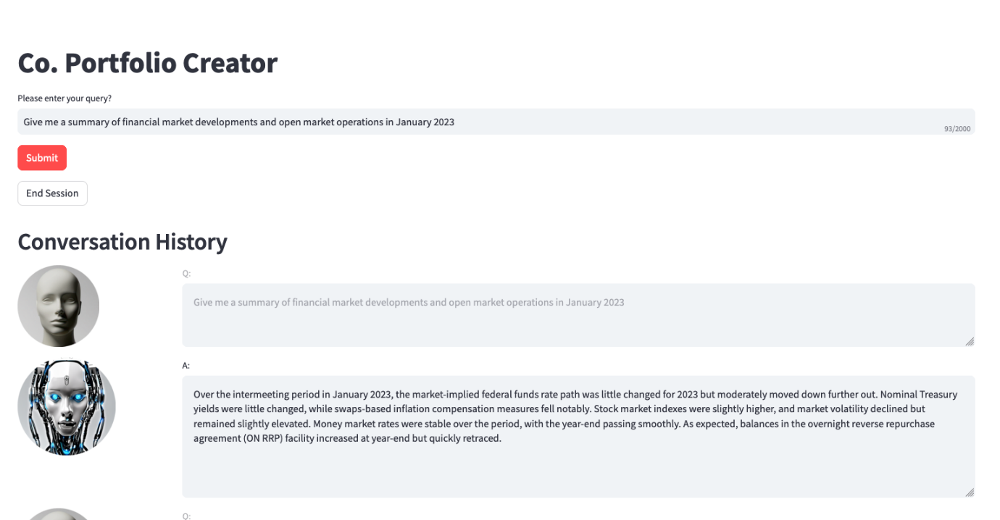 Co. Portfolio Creator
Please enter your query?
Give me a summary of financial market developments and open market operations in January 2023
93/2000
Submit
End Session
Conversation History
Q:
Give me a summary of financial market developments and open market operations in January 2023
A:
Over the intermeeting period in January 2023, the market-implied federal funds rate path was little changed for 2023 but moderately moved down further out. Nominal Treasury
yields were little changed, while swaps-based inflation compensation measures fell notably. Stock market indexes were slightly higher, and market volatility declined but
remained slightly elevated. Money market rates were stable over the period, with the year-end passing smoothly. As expected, balances in the overnight reverse repurchase
agreement (ON RRP) facility increased at year-end but quickly retraced.
Q: